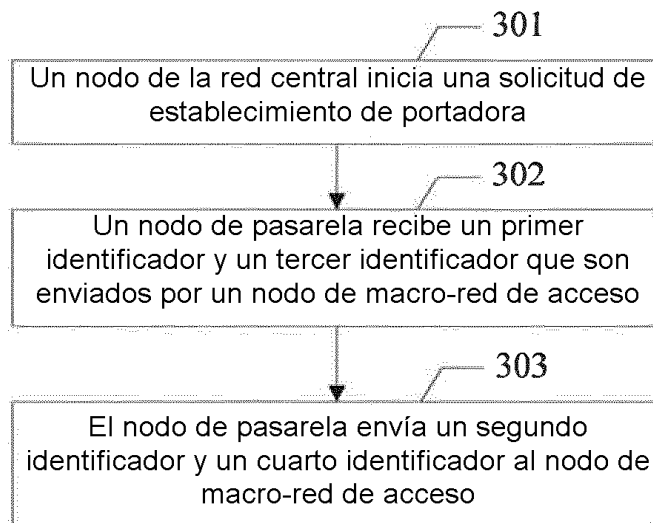 301
Un nodo de la red central inicia una solicitud de
establecimiento de portadora
302
Un nodo de pasarela recibe un primer
identificador y un tercer identificador que son
enviados por un nodo de macro-red de acceso
303
El nodo de pasarela envía un segundo
identificador y un cuarto identificador al nodo de
macro-red de acceso